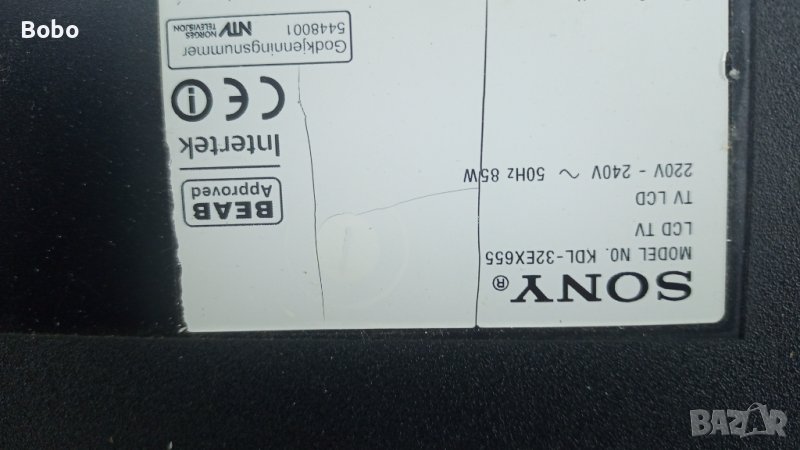 Bobo
SONY®
MODEL NO. KDL-32EX655
LCD TV
TV LCD
220V - 240V ~ 50Hz 85W
BEAB
Approved
Intertek
CE
Godkjenningsnummer
5448001
NTV
NORGES
TELEVISJON
BAZAR